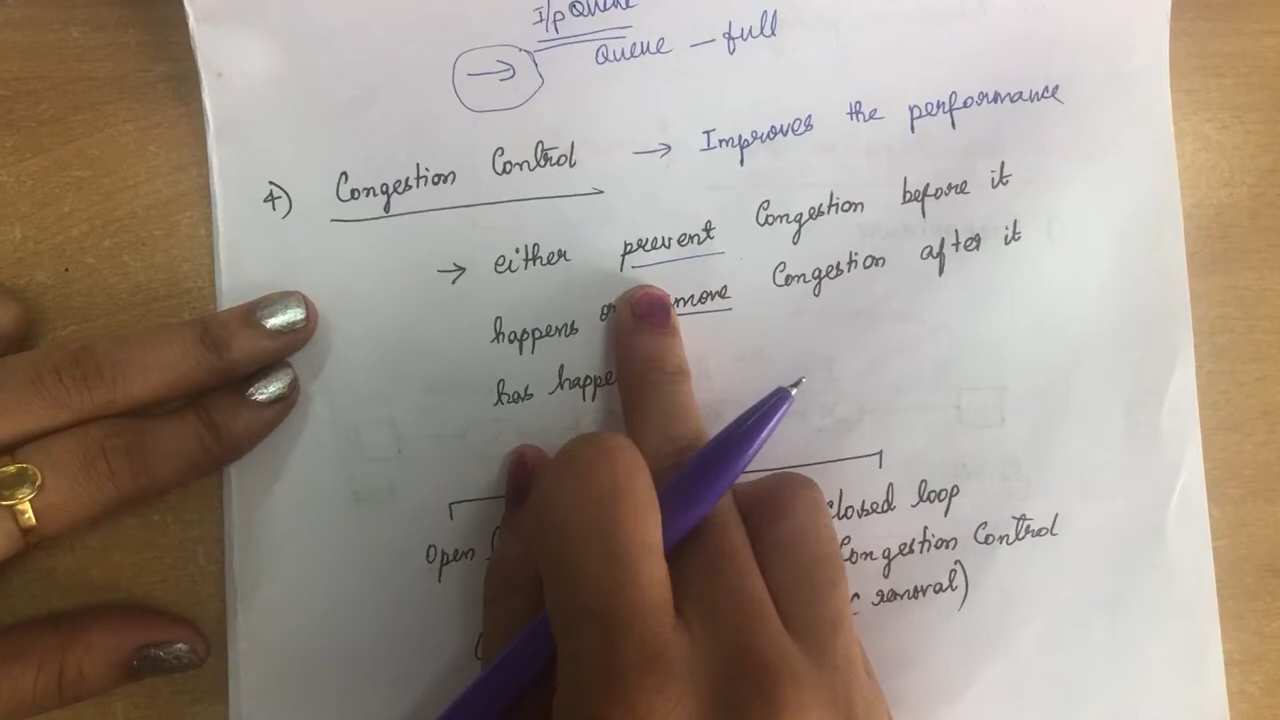 I/p Queue
→ Queue – full
4) Congestion Control → Improves the performance
→ either prevent Congestion before it
happens or move Congestion after it
has happe
Open closed loop
Congestion Control
removal)